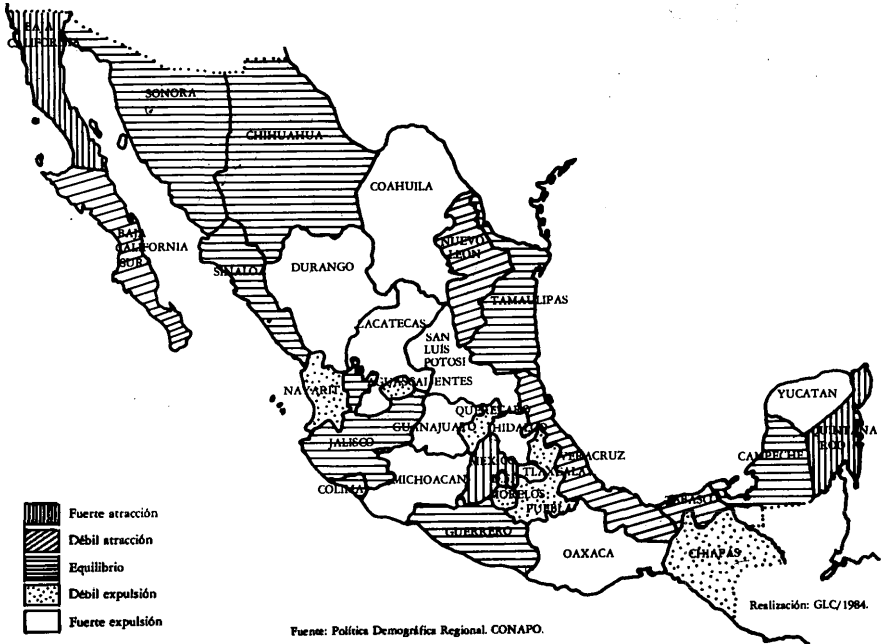 BAJA
CALIFORNIA
SONORA
CHIHUAHUA
COAHUILA
BAJA
CALIFORNIA
SUR
SINALOA
DURANGO
NUEVO
LEON
TAMAULIPAS
ZACATECAS
SAN
LUIS
POTOSI
NAYARIT
AGUASCALIENTES
YUCATAN
QUERETARO
GUANAJUATO
HIDALGO
JALISCO
QUINTANA
ROO
CAMPECHE
VERACRUZ
MEXICO
TLAXCALA
MICHOACAN
COLIMA
MORELOS
PUEBLA
TABASCO
GUERRERO
OAXACA
CHIAPAS
Fuerte atracción
Débil atracción
Equilibrio
Débil expulsión
Fuerte expulsión
Realización: GLC/1984.
Fuente: Política Demográfica Regional. CONAPO.